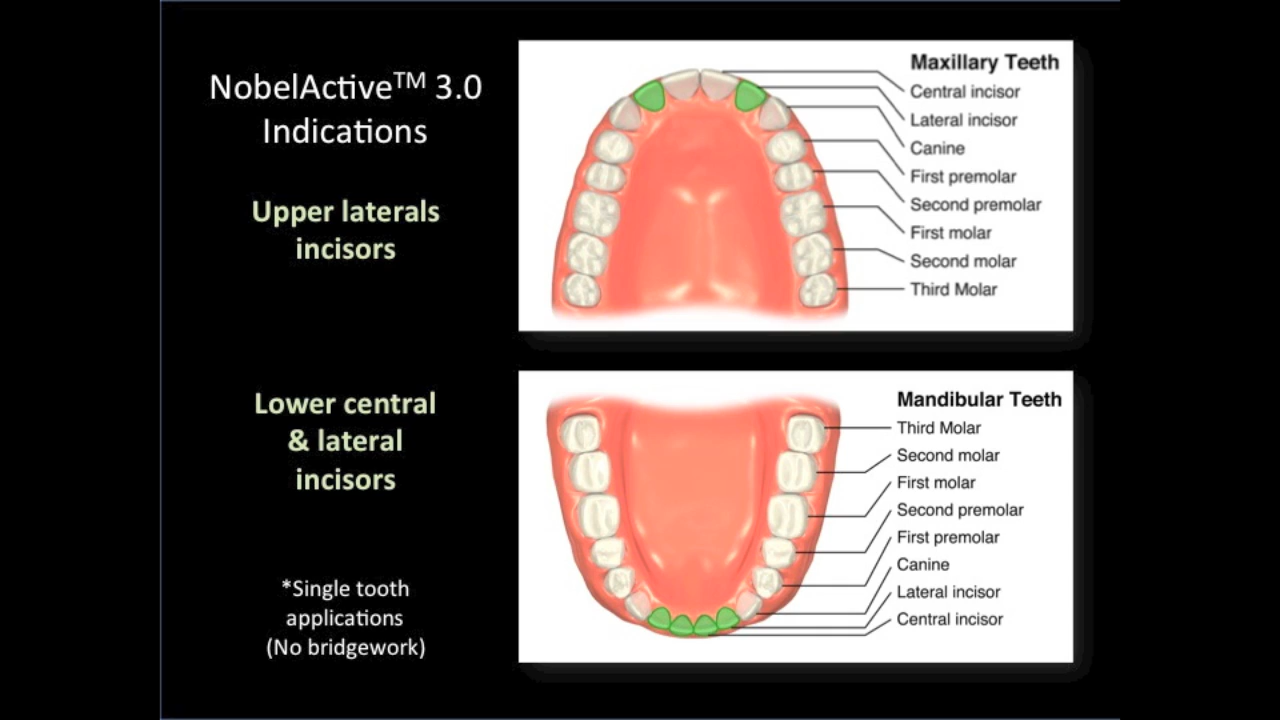 NobelActive™ 3.0
Indications
Upper laterals
incisors
Lower central
& lateral
incisors
*Single tooth
applications
(No bridgework)
Maxillary Teeth
Central incisor
Lateral incisor
Canine
First premolar
Second premolar
First molar
Second molar
Third Molar
Mandibular Teeth
Third Molar
Second molar
First molar
Second premolar
First premolar
Canine
Lateral incisor
Central incisor